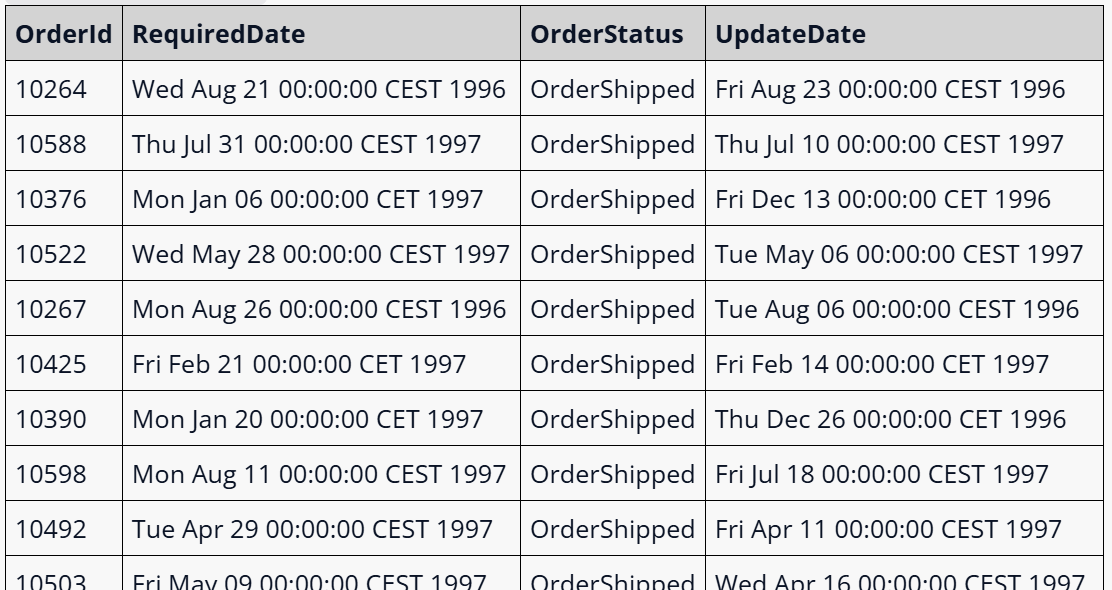 OrderId RequiredDate OrderStatus UpdateDate
10264 Wed Aug 21 00:00:00 CEST 1996 OrderShipped Fri Aug 23 00:00:00 CEST 1996
10588 Thu Jul 31 00:00:00 CEST 1997 OrderShipped Thu Jul 10 00:00:00 CEST 1997
10376 Mon Jan 06 00:00:00 CET 1997 OrderShipped Fri Dec 13 00:00:00 CET 1996
10522 Wed May 28 00:00:00 CEST 1997 OrderShipped Tue May 06 00:00:00 CEST 1997
10267 Mon Aug 26 00:00:00 CEST 1996 OrderShipped Tue Aug 06 00:00:00 CEST 1996
10425 Fri Feb 21 00:00:00 CET 1997 OrderShipped Fri Feb 14 00:00:00 CET 1997
10390 Mon Jan 20 00:00:00 CET 1997 OrderShipped Thu Dec 26 00:00:00 CET 1996
10598 Mon Aug 11 00:00:00 CEST 1997 OrderShipped Fri Jul 18 00:00:00 CEST 1997
10492 Tue Apr 29 00:00:00 CEST 1997 OrderShipped Fri Apr 11 00:00:00 CEST 1997
10503 Fri May 09 00:00:00 CEST 1997 OrderShipped Wed Apr 16 00:00:00 CEST 1997